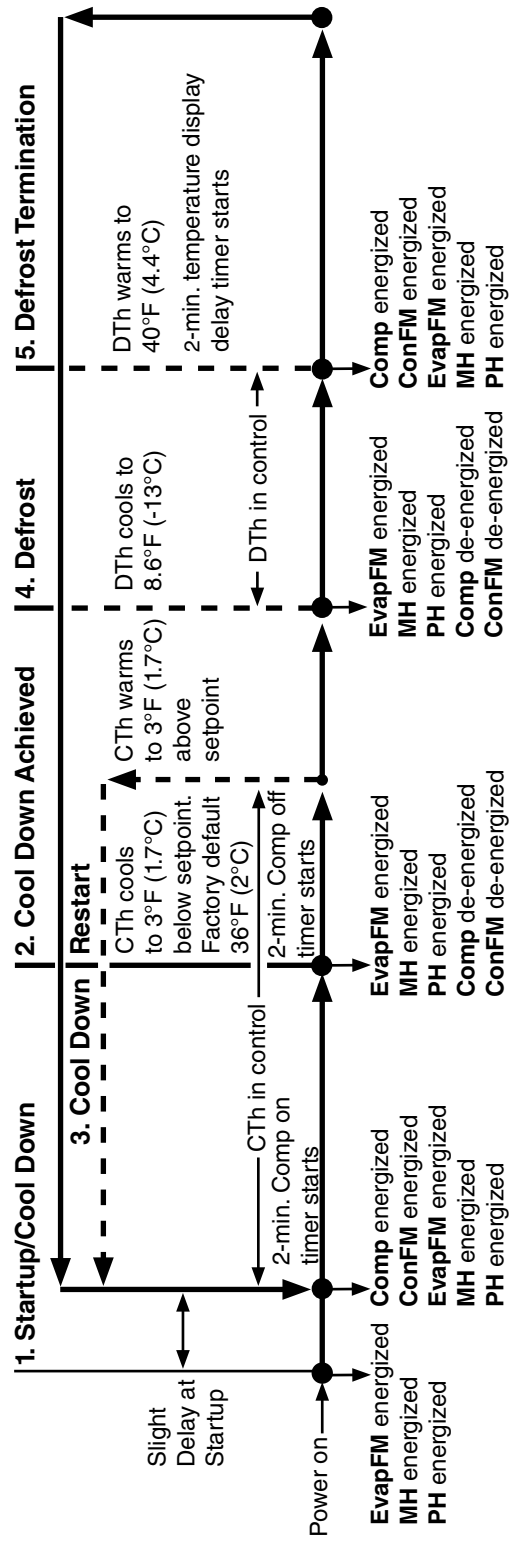 1. Startup/Cool Down
2. Cool Down Achieved
4. Defrost
5. Defrost Termination
3. Cool Down Restart
Slight
Delay at
Startup
CTh cools
to 3°F (1.7°C)
below setpoint.
Factory default
36°F (2°C)
CTh warms
to 3°F (1.7°C)
above
setpoint
DTh cools to
8.6°F (-13°C)
DTh warms to
40°F (4.4°C)
2-min. temperature display
delay timer starts
CTh in control
DTh in control
2-min. Comp on
timer starts
2-min. Comp off
timer starts
Power on
EvapFM energized
MH energized
PH energized
Comp energized
ConFM energized
EvapFM energized
MH energized
PH energized
EvapFM energized
MH energized
PH energized
Comp de-energized
ConFM de-energized
EvapFM energized
MH energized
PH energized
Comp de-energized
ConFM de-energized
Comp energized
ConFM energized
EvapFM energized
MH energized
PH energized